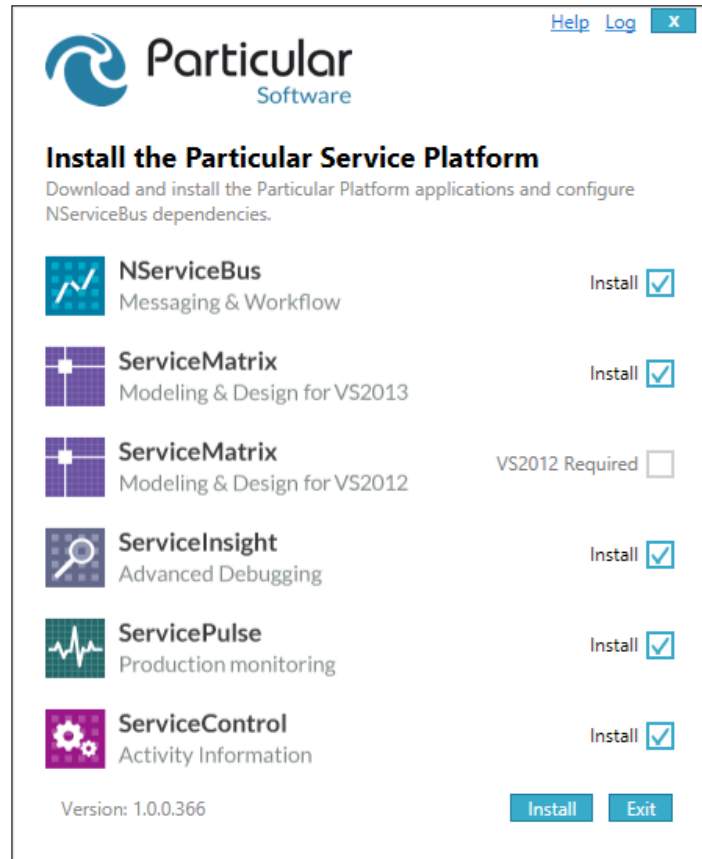 Help Log X
Particular
Software
Install the Particular Service Platform
Download and install the Particular Platform applications and configure
NServiceBus dependencies.
NServiceBus
Messaging & Workflow
Install
ServiceMatrix
Modeling & Design for VS2013
Install
ServiceMatrix
Modeling & Design for VS2012
VS2012 Required
ServiceInsight
Advanced Debugging
Install
ServicePulse
Production monitoring
Install
ServiceControl
Activity Information
Install
Version: 1.0.0.366
Install Exit